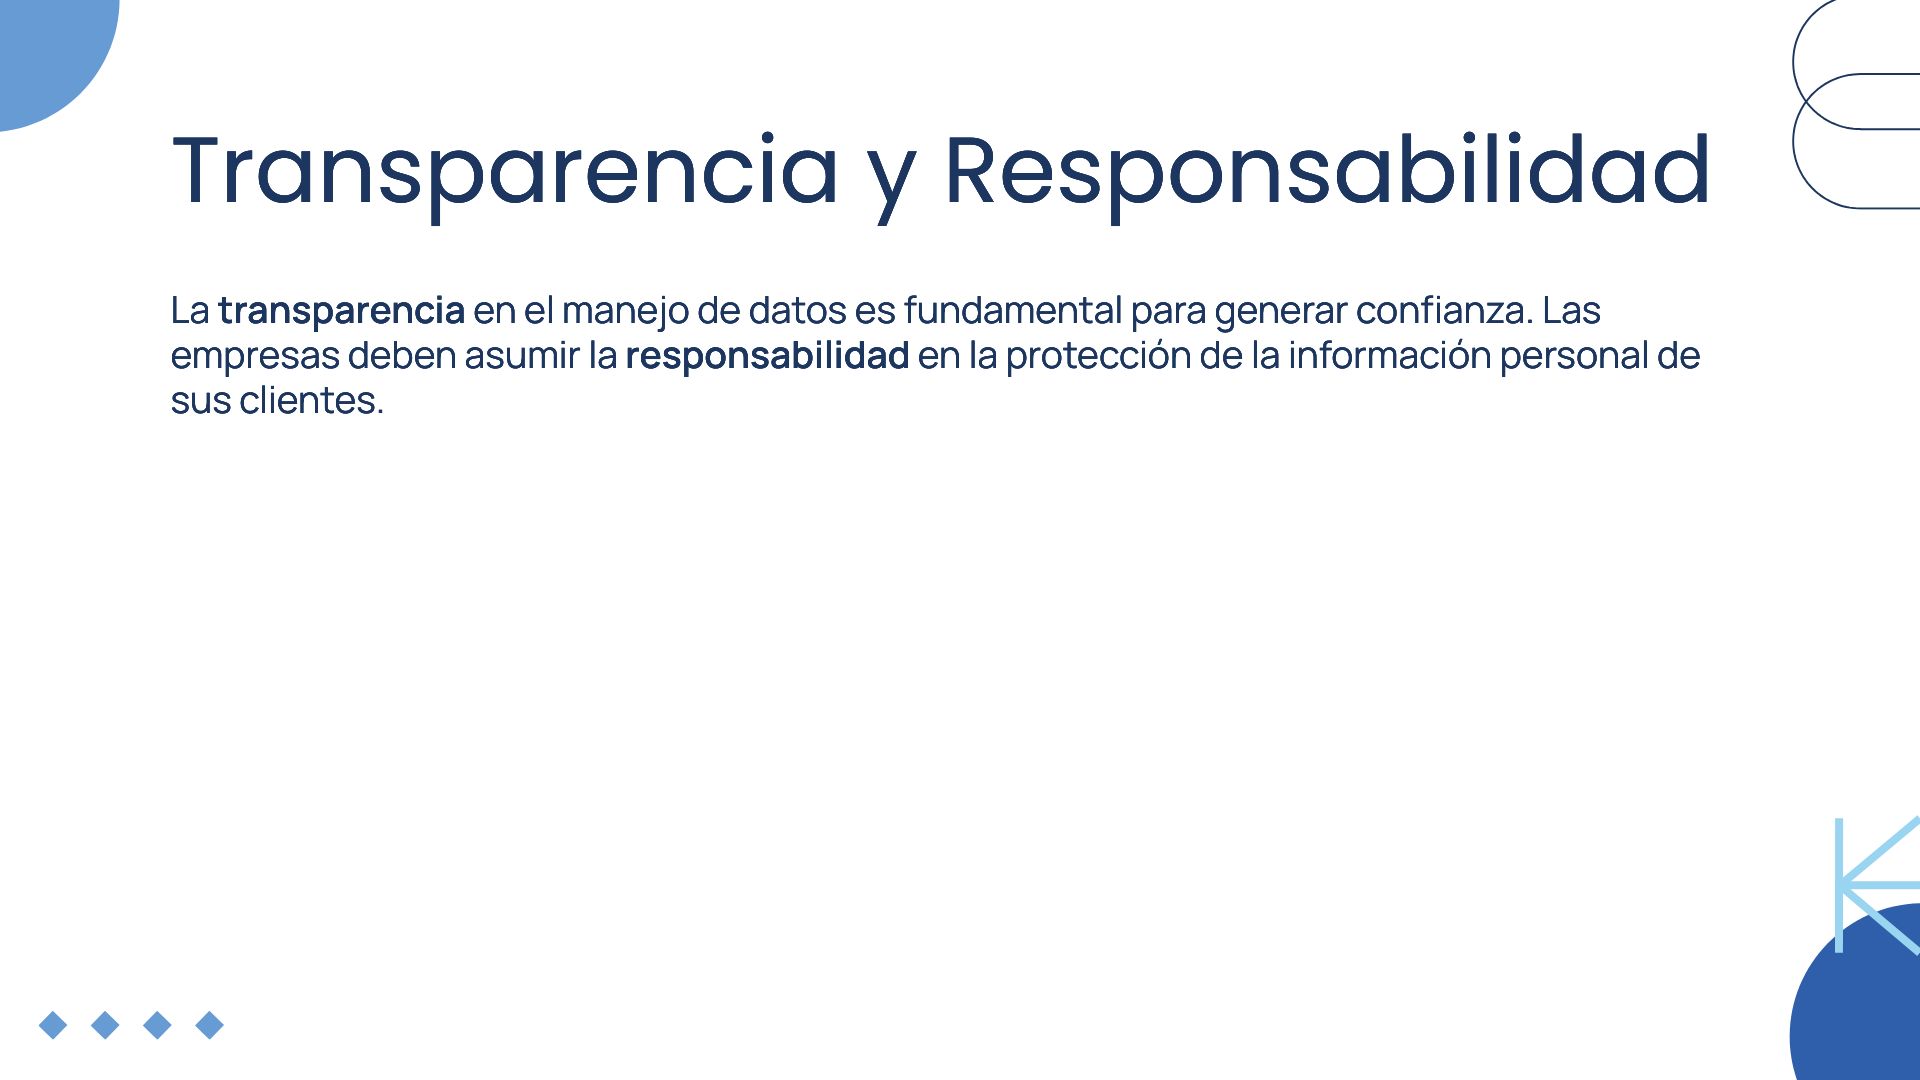 Transparencia y Responsabilidad
La transparencia en el manejo de datos es fundamental para generar confianza. Las
empresas deben asumir la responsabilidad en la protección de la información personal de
sus clientes.